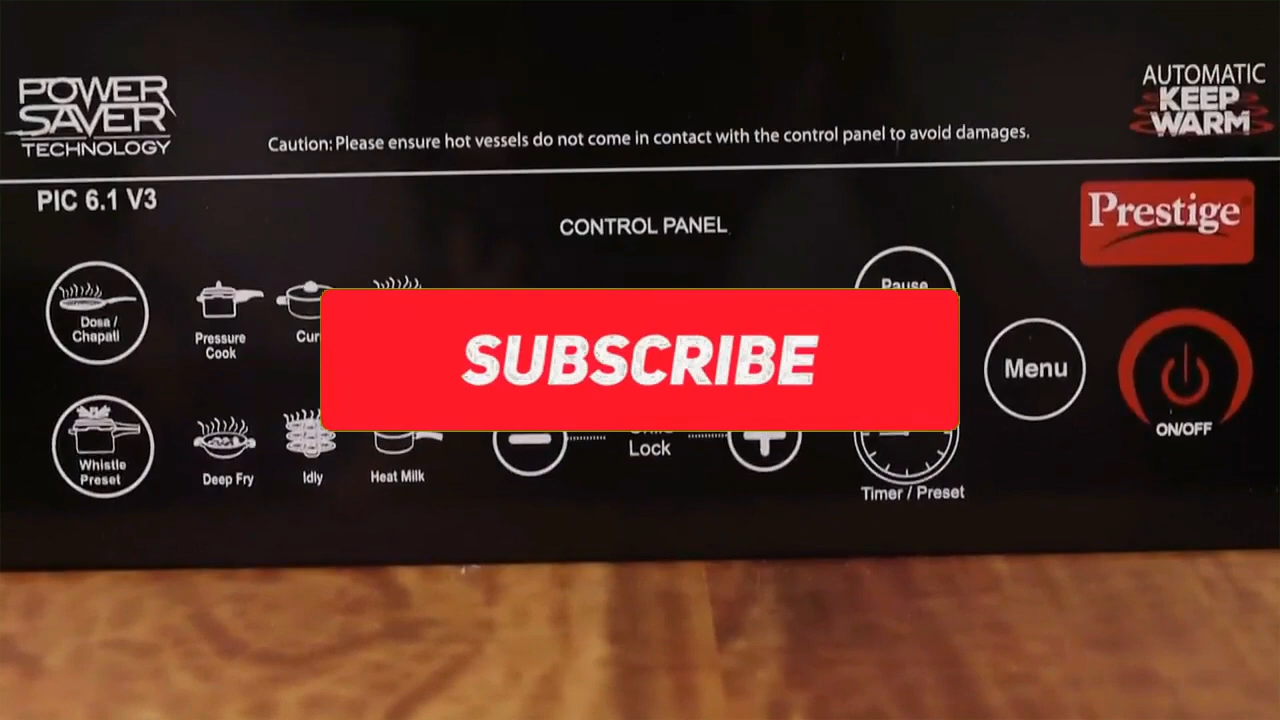 POWER
SAVER
TECHNOLOGY
AUTOMATIC
KEEP
WARM
Caution: Please ensure hot vessels do not come in contact with the control panel to avoid damages.
PIC 6.1 V3
Prestige
CONTROL PANEL
Dosa /
Chapati
Pressure
Cook
Pause
SUBSCRIBE
Menu
ON/OFF
Whistle
Preset
Deep Fry
Idly
Heat Milk
Lock
Timer / Preset